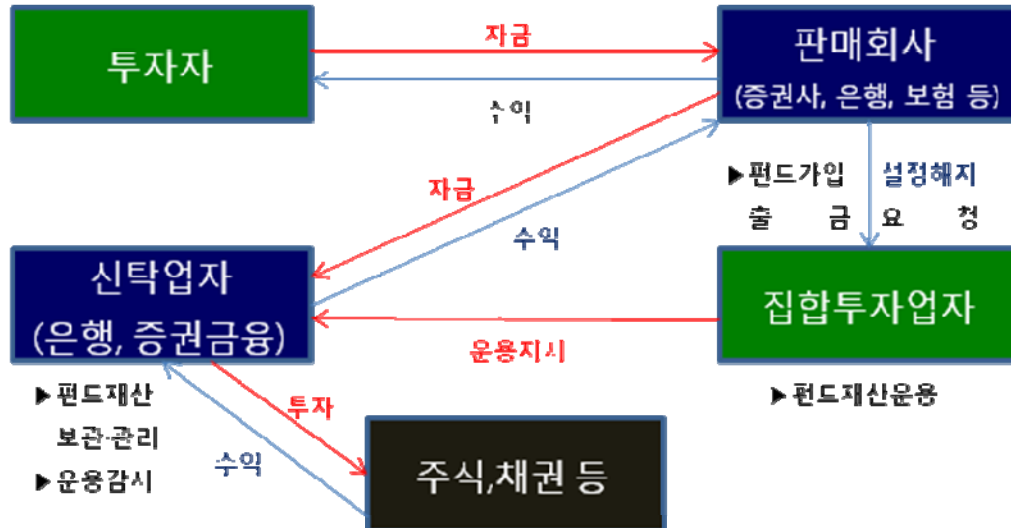 투자자
자금
수익
판매회사
(증권사, 은행, 보험 등)
자금
수익
▶펀드가입 설정해지
출 금 요 청
신탁업자
(은행, 증권금융)
운용지시
집합투자업자
▶펀드재산
보관·관리
▶운용감시
투자
수익
▶펀드재산운용
주식,채권 등